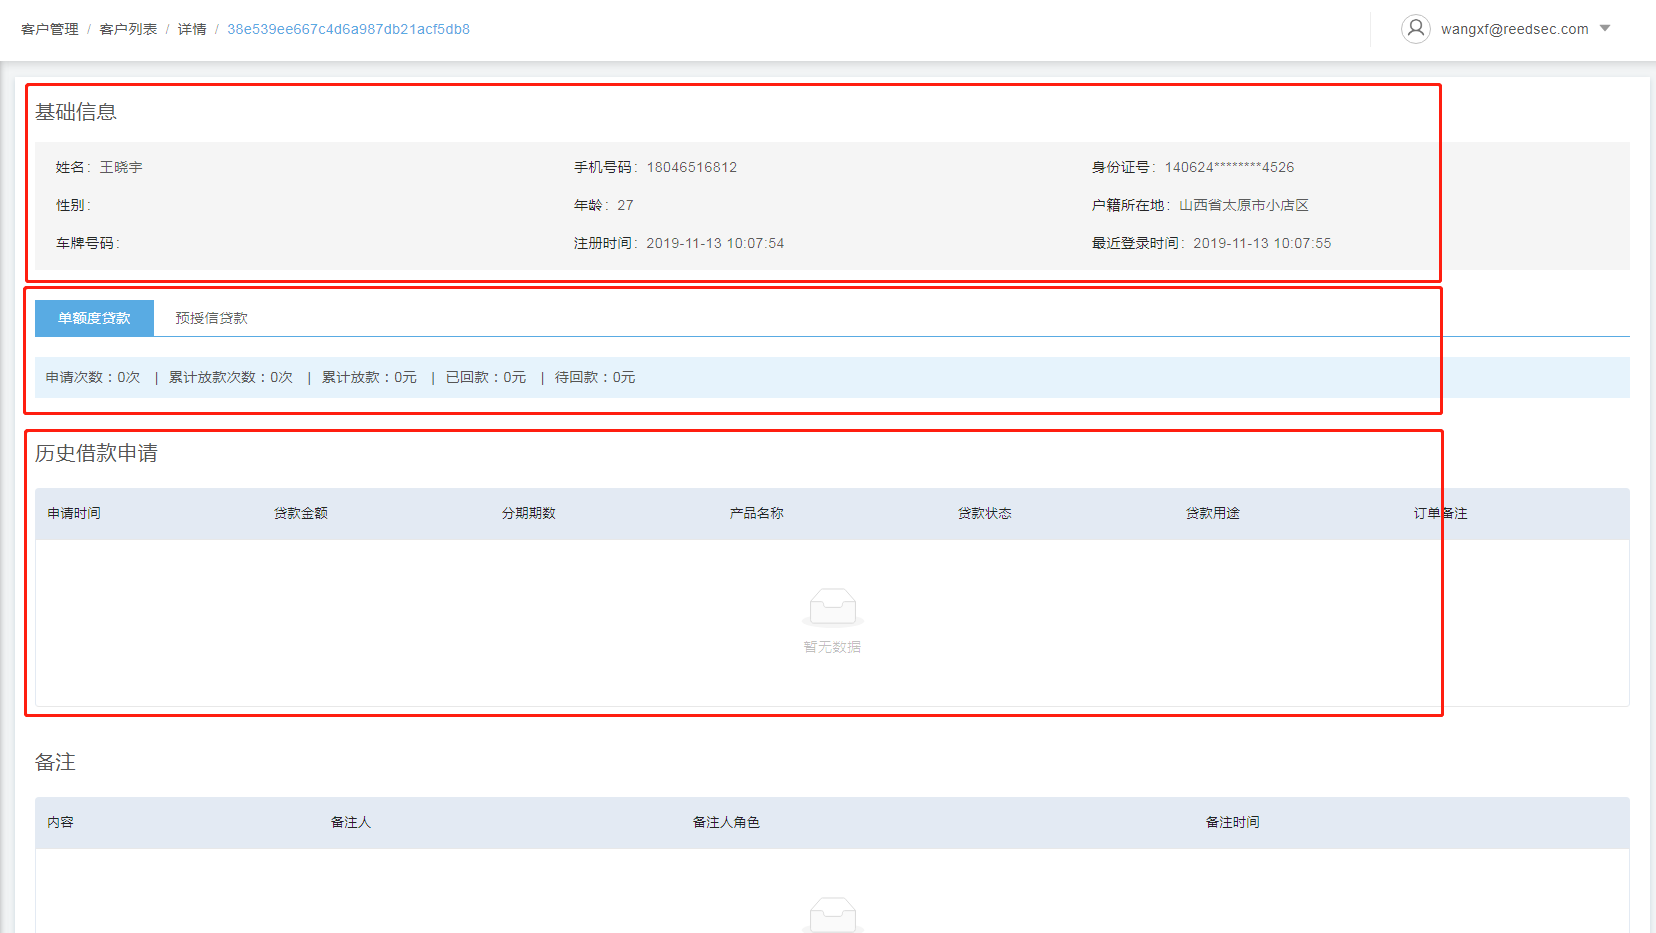 客户管理 / 客户列表 / 详情 / 38e539ee667c4d6a987db21acf5db8
wangxf@reedsec.com
基础信息
姓名: 王晓宇 手机号码: 18046516812 身份证号: 140624********4526
性别: 年龄: 27 户籍所在地: 山西省太原市小店区
车牌号码: 注册时间: 2019-11-13 10:07:54 最近登录时间: 2019-11-13 10:07:55
单额度贷款 预授信贷款
申请次数：0次 | 累计放款次数：0次 | 累计放款：0元 | 已回款：0元 | 待回款：0元
历史借款申请
申请时间 贷款金额 分期期数 产品名称 贷款状态 贷款用途 订单备注
暂无数据
备注
内容 备注人 备注人角色 备注时间